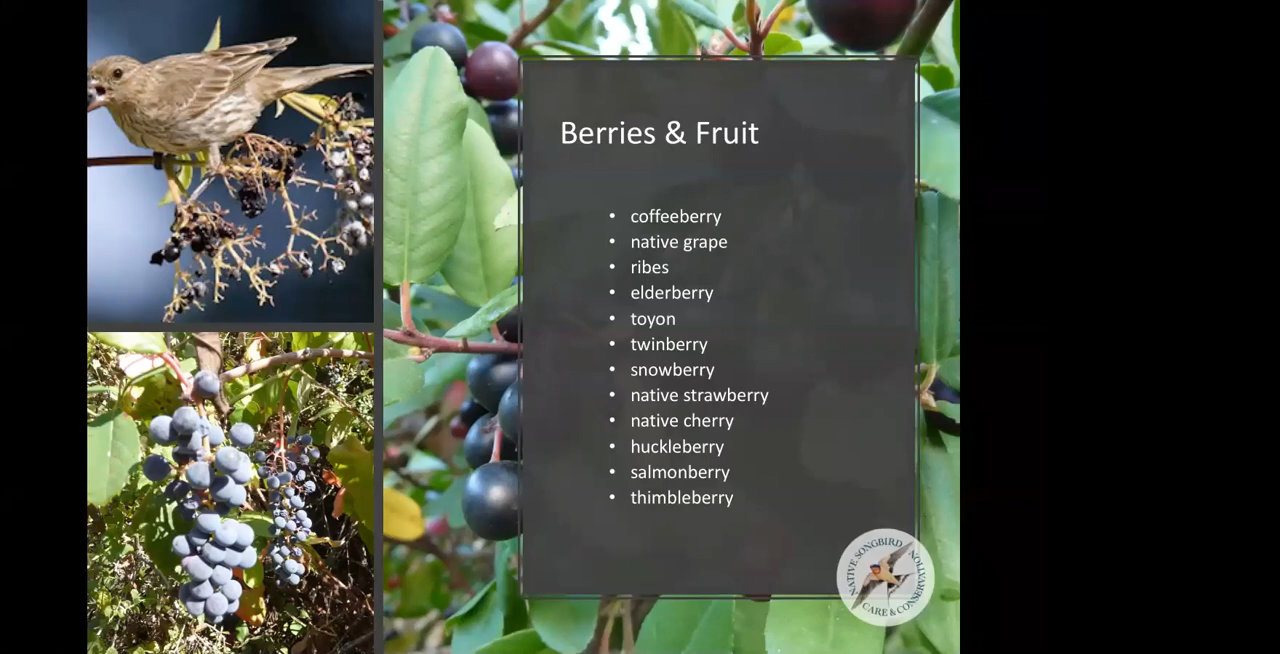 Berries & Fruit
• coffeeberry
• native grape
• ribes
• elderberry
• toyon
• twinberry
• snowberry
• native strawberry
• native cherry
• huckleberry
• salmonberry
• thimbleberry
NATIVE SONGBIRD
CARE & CONSERVATION